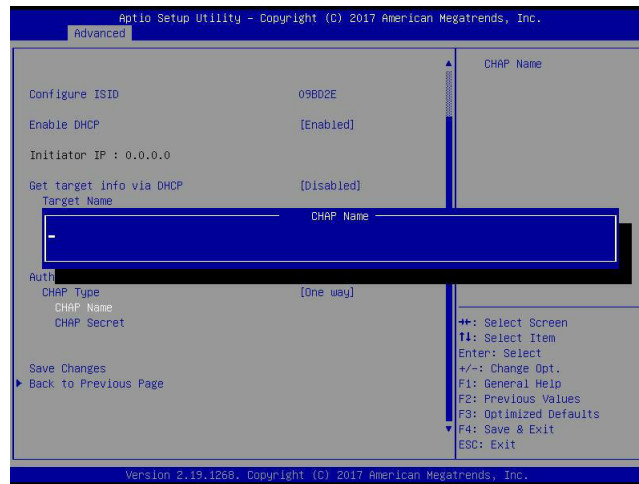 Aptio Setup Utility – Copyright (C) 2017 American Megatrends, Inc.
Advanced
Configure ISID 09BD2E
Enable DHCP [Enabled]
Initiator IP : 0.0.0.0
Get target info via DHCP [Disabled]
Target Name
CHAP Name
Auth
CHAP Type [One way]
CHAP Name
CHAP Secret
Save Changes
Back to Previous Page
CHAP Name
→←: Select Screen
↑↓: Select Item
Enter: Select
+/-: Change Opt.
F1: General Help
F2: Previous Values
F3: Optimized Defaults
F4: Save & Exit
ESC: Exit
Version 2.19.1268. Copyright (C) 2017 American Megatrends, Inc.